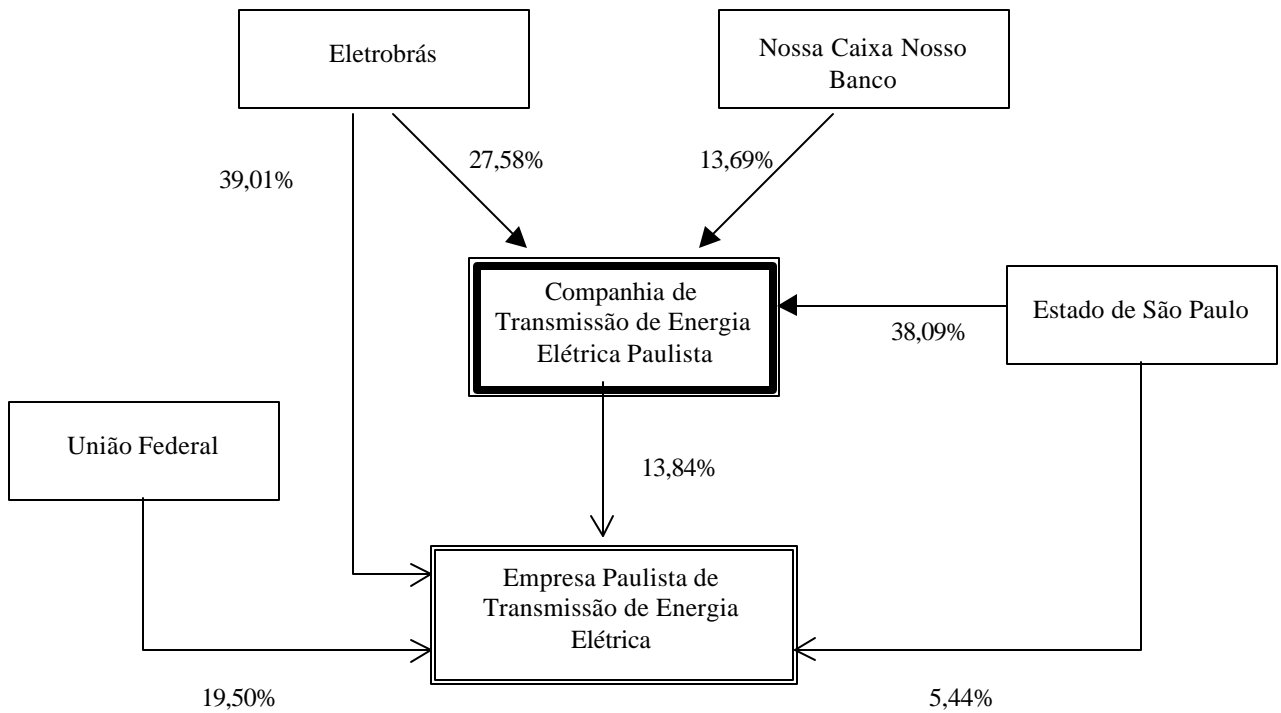 Eletrobrás
Nossa Caixa Nosso
Banco
27,58%
13,69%
39,01%
Companhia de
Transmissão de Energia
Elétrica Paulista
Estado de São Paulo
38,09%
União Federal
13,84%
Empresa Paulista de
Transmissão de Energia
Elétrica
19,50%
5,44%